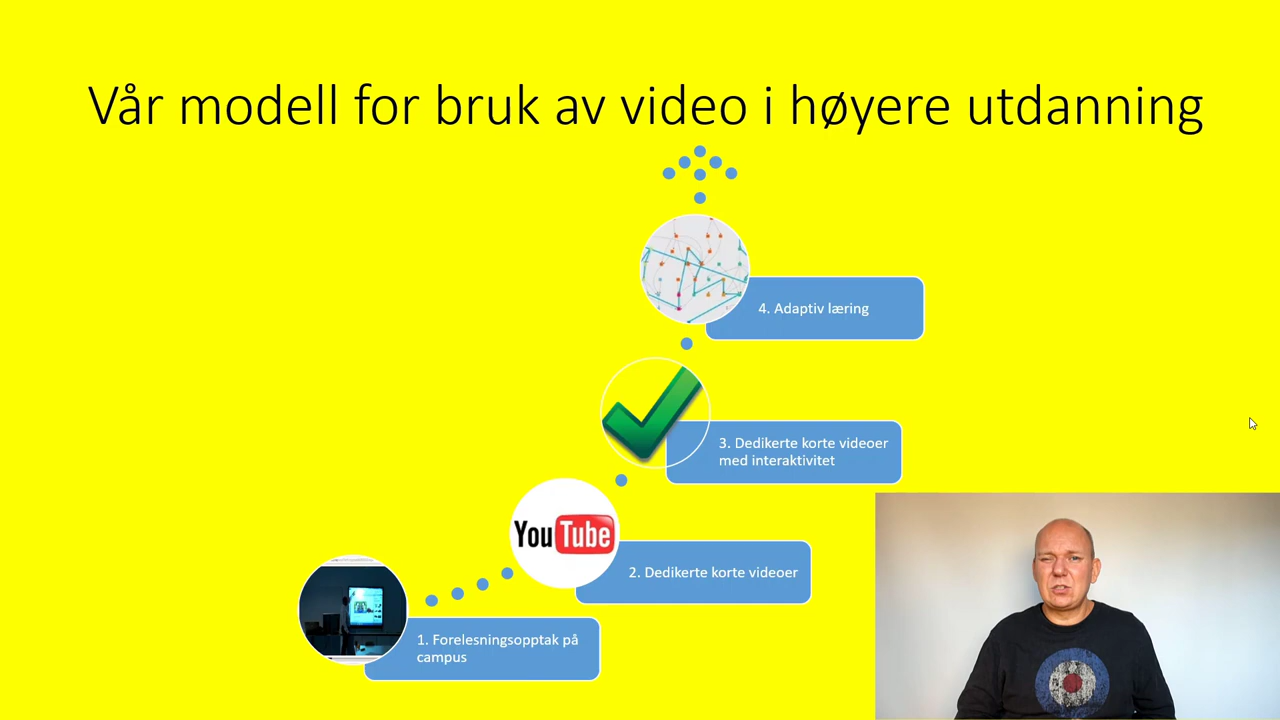 Vår modell for bruk av video i høyere utdanning
4. Adaptiv læring
3. Dedikerte korte videoer
med interaktivitet
YouTube
2. Dedikerte korte videoer
1. Forelesningsopptak på
campus